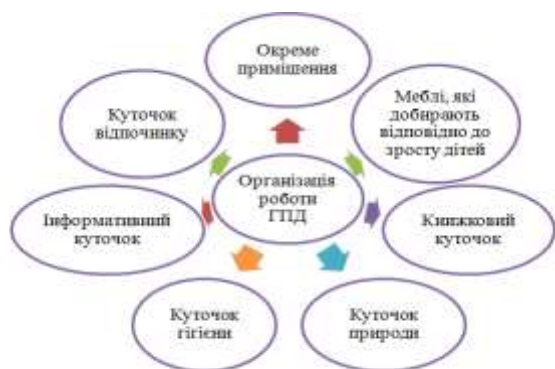 Окреме
приміщення
Меблі, які
добирають
відповідно до
зросту дітей
Куточок
відпочинку
Організація
роботи
ГПД
Інформативний
куточок
Книжковий
куточок
Куточок
гігієни
Куточок
природи